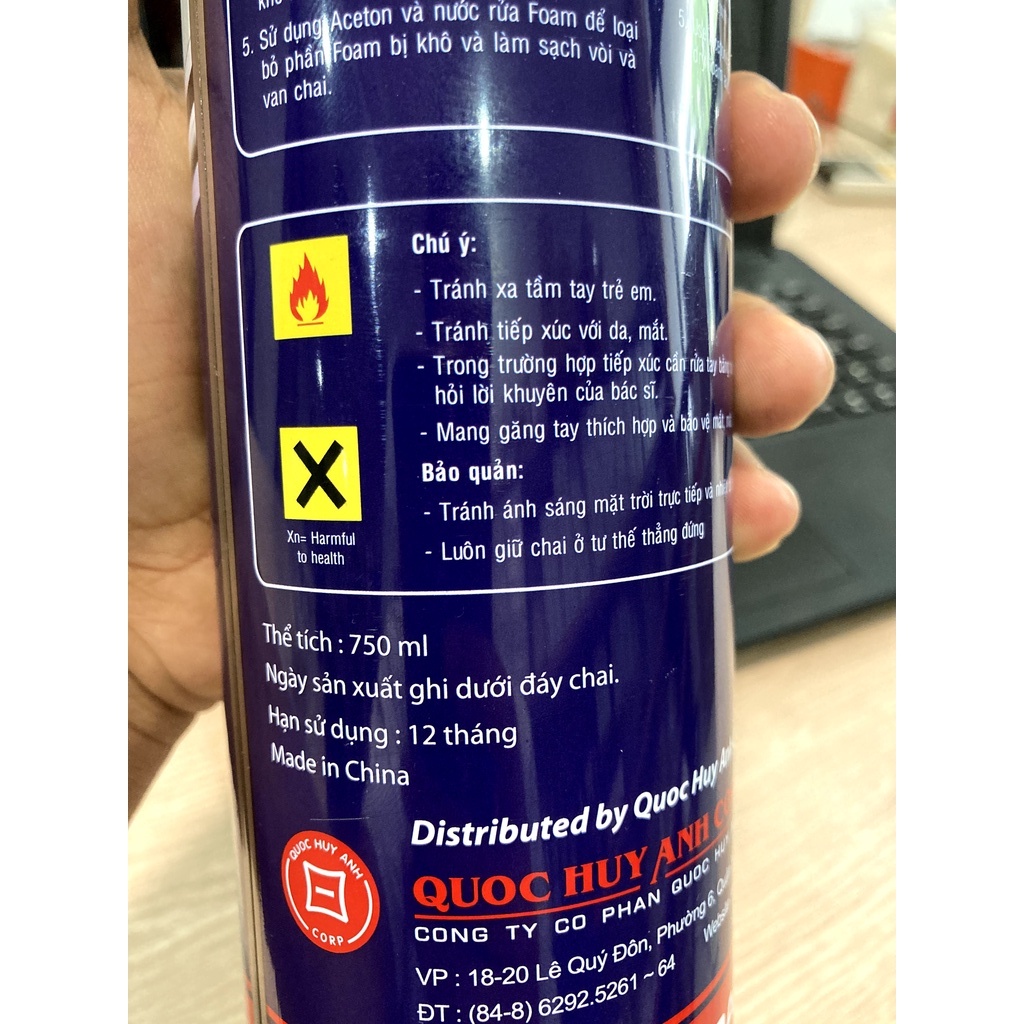 5. Sử dụng Aceton và nước rửa Foam để loại
bỏ phần Foam bị khô và làm sạch vòi và
van chai.
Chú ý:
- Tránh xa tầm tay trẻ em.
- Tránh tiếp xúc với da, mắt.
- Trong trường hợp tiếp xúc cần rửa tay bằng
hỏi lời khuyên của bác sĩ.
- Mang găng tay thích hợp và bảo vệ mắt,
Bảo quản:
- Tránh ánh sáng mặt trời trực tiếp và
- Luôn giữ chai ở tư thế thẳng đứng
Xn= Harmful
to health
Thể tích : 750 ml
Ngày sản xuất ghi dưới đáy chai.
Hạn sử dụng : 12 tháng
Made in China
Distributed by Quoc Huy
QUOC HUY ANH
CONG TY CO PHAN QUOC HUY
VP : 18-20 Lê Quý Đôn, Phường 6,
ĐT : (84-8) 6292.5261 ~ 64
QUOC HUY ANH
CORP